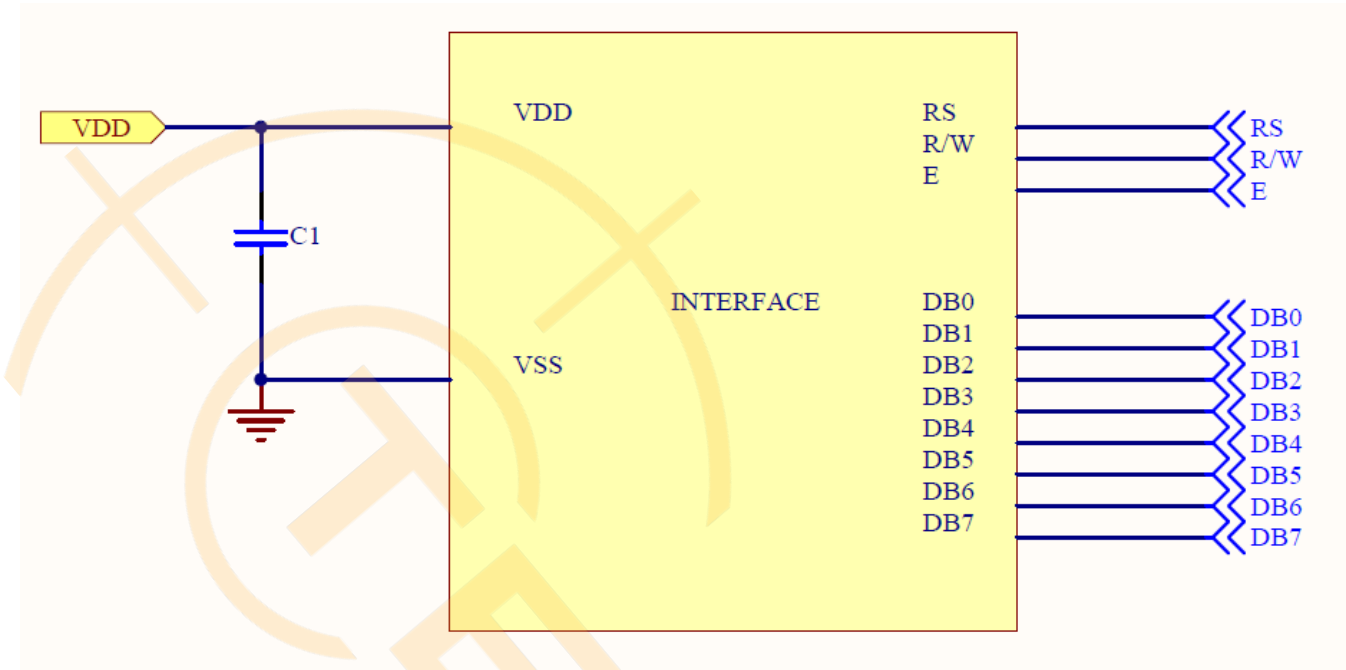 VDD
C1
VDD
VSS
INTERFACE
RS
R/W
E
DB0
DB1
DB2
DB3
DB4
DB5
DB6
DB7
RS
R/W
E
DB0
DB1
DB2
DB3
DB4
DB5
DB6
DB7